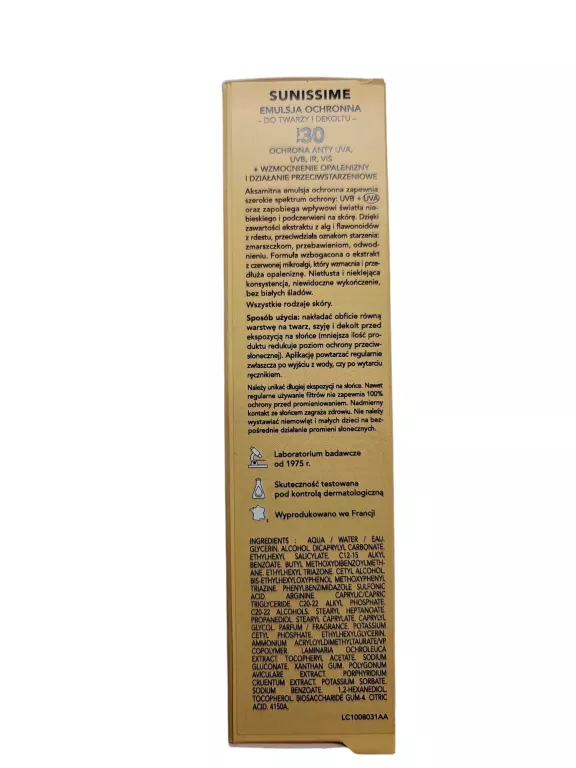 SUNISSIME
EMULSJA OCHRONNA
– DO TWARZY I DEKOLTU –
SPF 30
OCHRONA ANTY UVA,
UVB, IR, VIS
+ WZMOCNIENIE OPALENIZNY
I DZIAŁANIE PRZECIWSTARZENIOWE
Aksamitna emulsja ochronna zapewnia
szerokie spektrum ochrony: UVB + UVA
oraz zapobiega wpływowi światła nie-
bieskiego i podczerwieni na skórę. Dzięki
zawartości ekstraktu z alg i flawonoidów
z rdestu, przeciwdziała oznakom starzenia:
zmarszczkom, przebawieniom, odwod-
nieniu. Formuła wzbogacona o ekstrakt
z czerwonej mikroalgi, który wzmacnia i prze-
dłuża opaleniznę. Nietłusta i nieklejąca
konsystencja, niewidoczne wykończenie,
bez białych śladów.
Wszystkie rodzaje skóry.
Sposób użycia: nakładać obficie równą
warstwę na twarz, szyję i dekolt przed
ekspozycją na słońce (mniejsza ilość pro-
duktu redukuje poziom ochrony przeciw-
słonecznej). Aplikację powtarzać regularnie
zwłaszcza po wyjściu z wody, czy po wytarciu
ręcznikiem.
Należy unikać długiej ekspozycji na słońce. Nawet
regularne używanie filtrów nie zapewnia 100%
ochrony przed promieniowaniem. Nadmierny
kontakt ze słońcem zagraża zdrowiu. Nie należy
wystawiać niemowląt i małych dzieci na bez-
pośrednie działanie promieni słonecznych.
Laboratorium badawcze
od 1975 r.
Skuteczność testowana
pod kontrolą dermatologiczną
Wyprodukowano we Francji
INGREDIENTS : AQUA / WATER / EAU,
GLYCERIN, ALCOHOL, DICAPRYLYL CARBONATE,
ETHYLHEXYL SALICYLATE, C12-15 ALKYL
BENZOATE, BUTYL METHOXYDIBENZOYLMETH-
ANE, ETHYLHEXYL TRIAZONE, CETYL ALCOHOL,
BIS-ETHYLHEXYLOXYPHENOL METHOXYPHENYL
TRIAZINE, PHENYLBENZIMIDAZOLE SULFONIC
ACID, ARGININE CAPRYLIC/CAPRIC
TRIGLYCERIDE, C20-22 ALKYL PHOSPHATE,
C20-22 ALCOHOLS, STEARYL HEPTANOATE,
PROPANEDIOL, STEARYL CAPRYLATE, CAPRYLYL
GLYCOL, PARFUM / FRAGRANCE, POTASSIUM
CETYL PHOSPHATE, ETHYLHEXYLGLYCERIN,
AMMONIUM ACRYLOYLDIMETHYLTAURATE/VP
COPOLYMER, LAMINARIA OCHROLEUCA
EXTRACT, TOCOPHERYL ACETATE, SODIUM
GLUCONATE, XANTHAN GUM, POLYGONUM
AVICULARE EXTRACT, PORPHYRIDIUM
CRUENTUM EXTRACT, POTASSIUM SORBATE,
SODIUM BENZOATE, 1,2-HEXANEDIOL,
TOCOPHEROL, BIOSACCHARIDE GUM-4, CITRIC
ACID. 4150A.
LC1008031AA